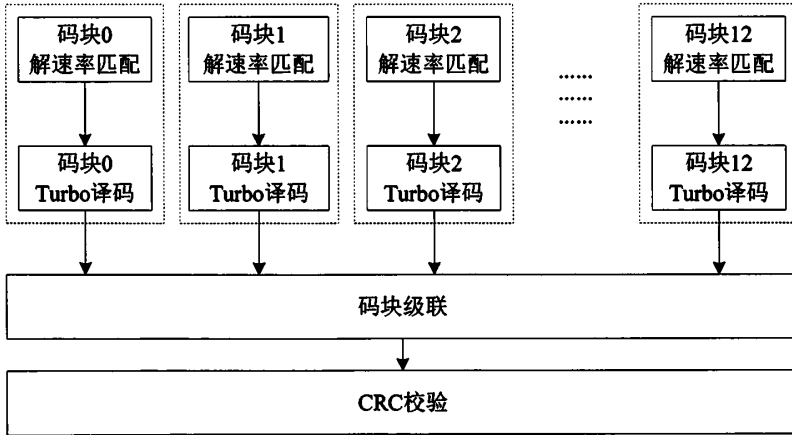 码块0
解速率匹配
码块1
解速率匹配
码块2
解速率匹配
码块12
解速率匹配
……
……
……
码块0
Turbo译码
码块1
Turbo译码
码块2
Turbo译码
码块12
Turbo译码
码块级联
CRC校验